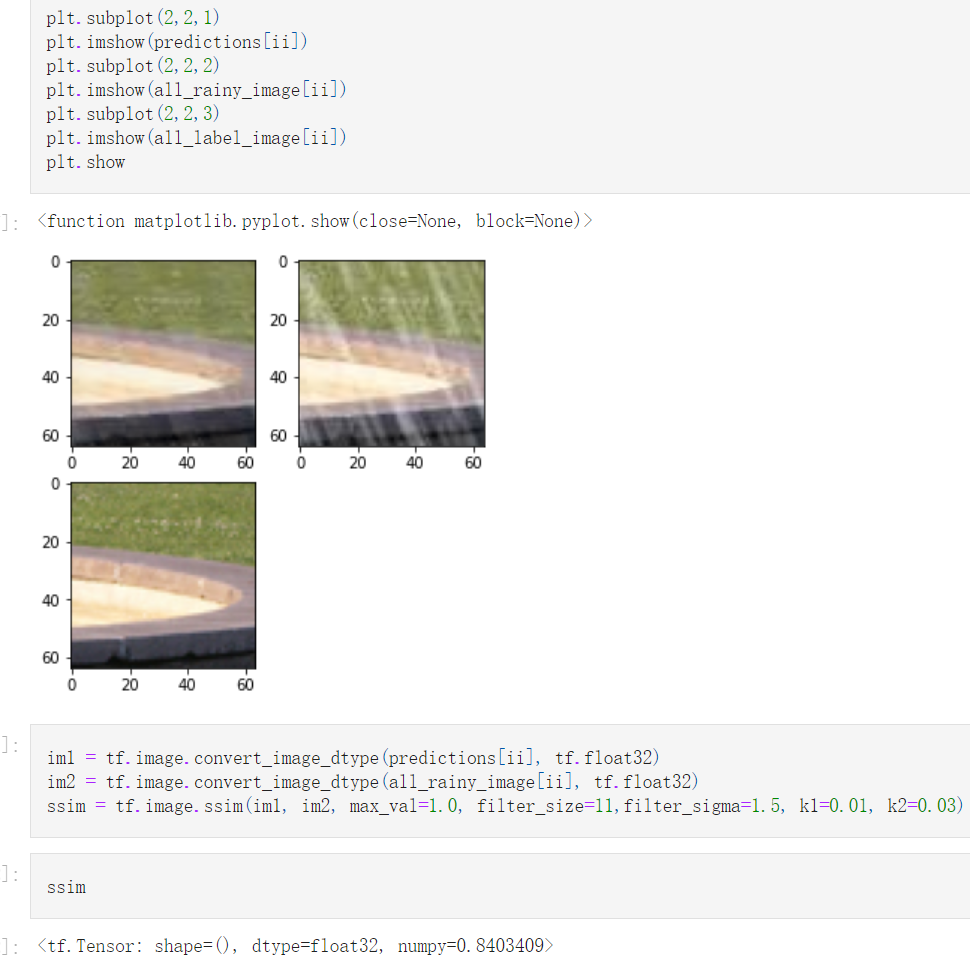 plt.subplot(2,2,1)
plt.imshow(predictions[ii])
plt.subplot(2,2,2)
plt.imshow(all_rainy_image[ii])
plt.subplot(2,2,3)
plt.imshow(all_label_image[ii])
plt.show
]: <function matplotlib.pyplot.show(close=None, block=None)>
0 0
20 20
40 40
60 60
0 20 40 60 0 20 40 60
0
20
40
60
0 20 40 60
]: im1 = tf.image.convert_image_dtype(predictions[ii], tf.float32)
im2 = tf.image.convert_image_dtype(all_rainy_image[ii], tf.float32)
ssim = tf.image.ssim(im1, im2, max_val=1.0, filter_size=11,filter_sigma=1.5, k1=0.01, k2=0.03)
]: ssim
]: <tf.Tensor: shape=(), dtype=float32, numpy=0.8403409>